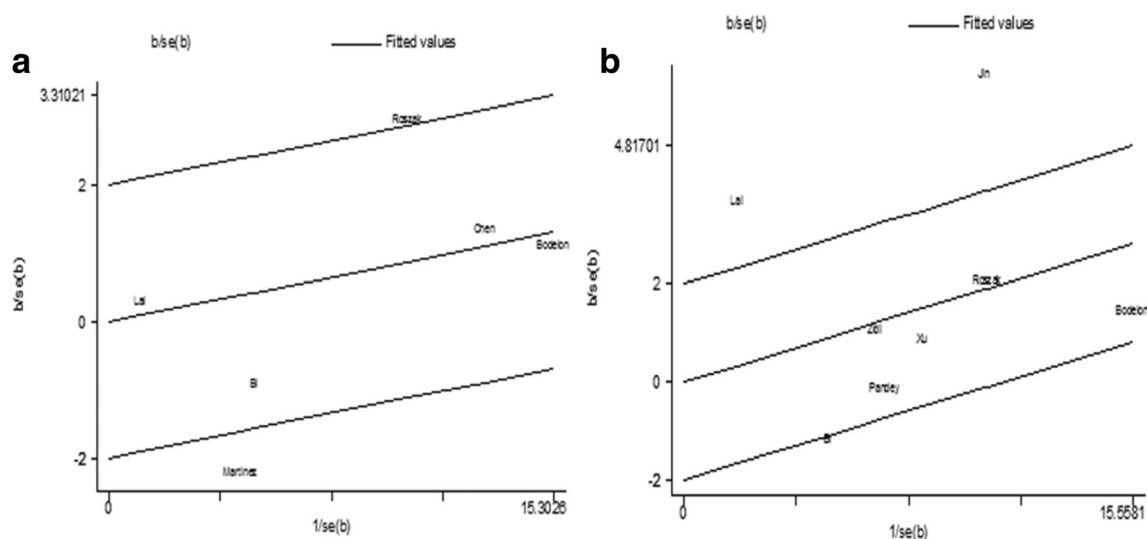 a
b/se(b) Fitted values
3.31021
2
0
-2
b/se(b)
Roszak
Chen
Bodelon
Lai
Bi
Martinez
0 15.3026
1/se(b)
b
b/se(b) Fitted values
4.81701
2
0
-2
b/se(b)
Jin
Lai
Roszak
Bodelon
Xu
Pandey
Bi
0 15.5581
1/se(b)